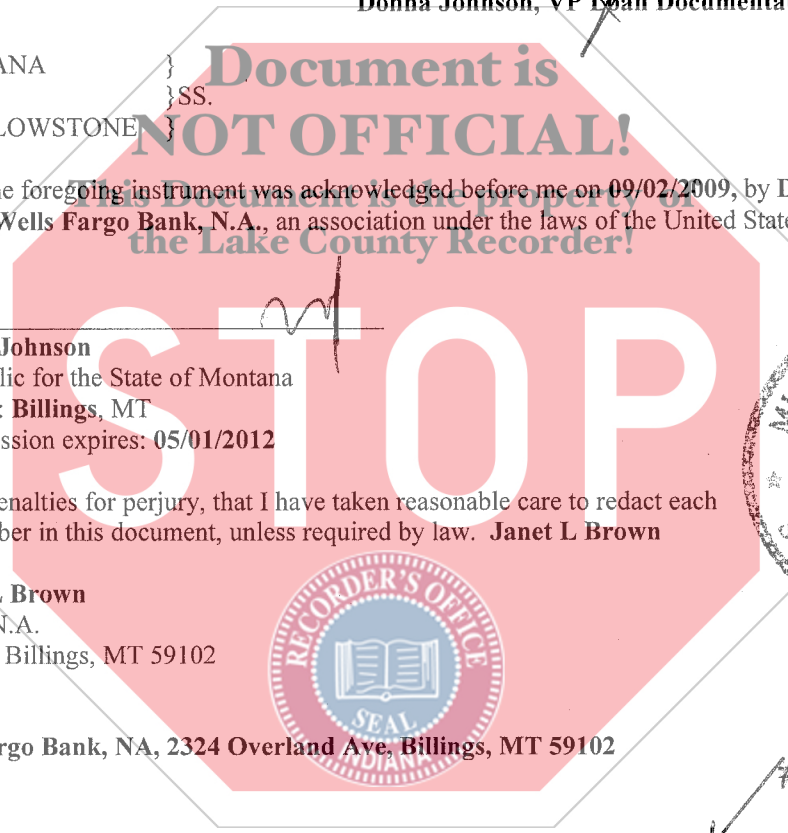 Donna Johnson, VP Loan Documenta
ANA }
}SS.
LOWSTONE }
Document is
NOT OFFICIAL!
This Document is the property of
the Lake County Recorder!
e foregoing instrument was acknowledged before me on 09/02/2009, by D
Wells Fargo Bank, N.A., an association under the laws of the United State
Johnson
lic for the State of Montana
: Billings, MT
ssion expires: 05/01/2012
STOP
enalties for perjury, that I have taken reasonable care to redact each
ber in this document, unless required by law. Janet L Brown
L Brown
N.A.
Billings, MT 59102
RECORDER'S OFFICE
SEAL
INDIANA
rgo Bank, NA, 2324 Overland Ave, Billings, MT 59102